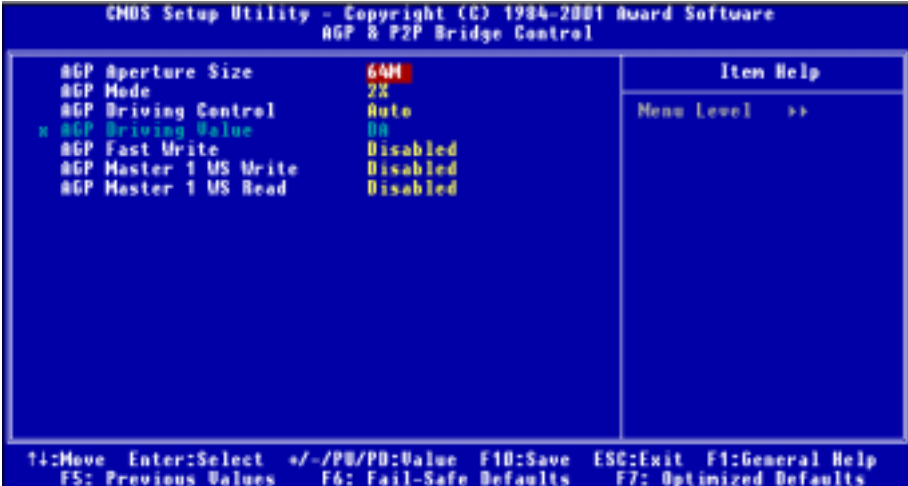 CMOS Setup Utility - Copyright (C) 1984-2001 Award Software
AGP & P2P Bridge Control
AGP Aperture Size 64M
AGP Mode 2X
AGP Driving Control Auto
x AGP Driving Value DA
AGP Fast Write Disabled
AGP Master 1 WS Write Disabled
AGP Master 1 WS Read Disabled
Item Help
Menu Level ►►
↑↓:Move Enter:Select +/-/PU/PD:Value F10:Save ESC:Exit F1:General Help
F5: Previous Values F6: Fail-Safe Defaults F7: Optimized Defaults